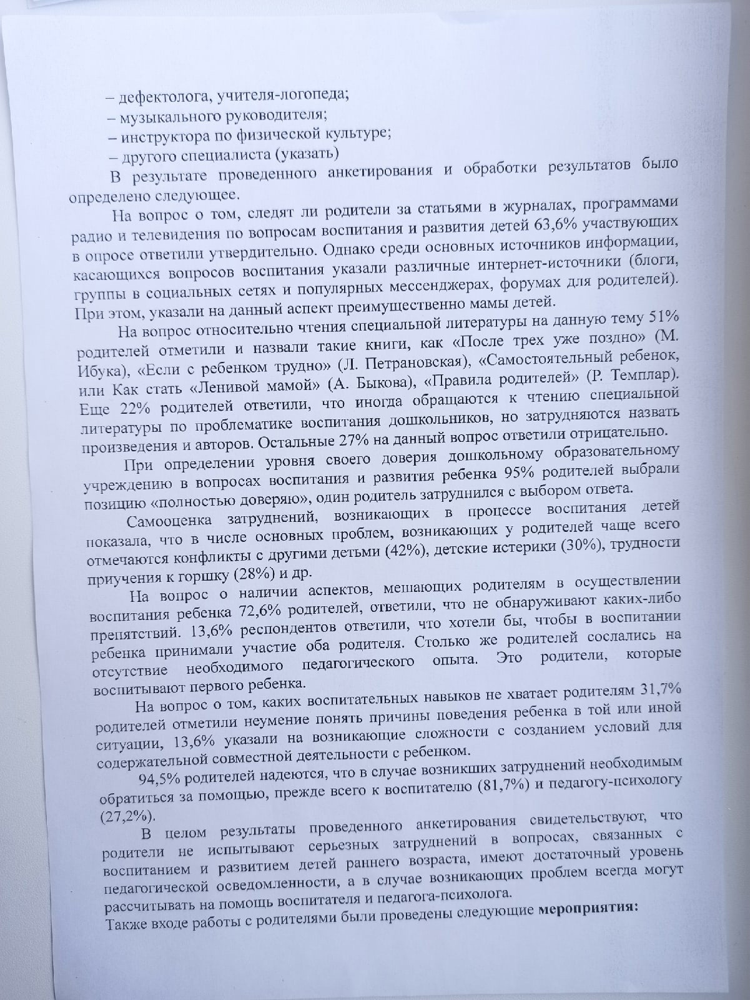 – дефектолога, учителя-логопеда;
– музыкального руководителя;
– инструктора по физической культуре;
– другого специалиста (указать)
В результате проведенного анкетирования и обработки результатов было
определено следующее.
На вопрос о том, следят ли родители за статьями в журналах, программами
радио и телевидения по вопросам воспитания и развития детей 63,6% участвующих
в опросе ответили утвердительно. Однако среди основных источников информации,
касающихся вопросов воспитания указали различные интернет-источники (блоги,
группы в социальных сетях и популярных мессенджерах, форумах для родителей).
При этом, указали на данный аспект преимущественно мамы детей.
На вопрос относительно чтения специальной литературы на данную тему 51%
родителей отметили и назвали такие книги, как «После трех уже поздно» (М.
Ибука), «Если с ребенком трудно» (Л. Петрановская), «Самостоятельный ребенок,
или Как стать «Ленивой мамой» (А. Быкова), «Правила родителей» (Р. Темплар).
Еще 22% родителей ответили, что иногда обращаются к чтению специальной
литературы по проблематике воспитания дошкольников, но затрудняются назвать
произведения и авторов. Остальные 27% на данный вопрос ответили отрицательно.
При определении уровня своего доверия дошкольному образовательному
учреждению в вопросах воспитания и развития ребенка 95% родителей выбрали
позицию «полностью доверяю», один родитель затруднился с выбором ответа.
Самооценка затруднений, возникающих в процессе воспитания детей
показала, что в числе основных проблем, возникающих у родителей чаще всего
отмечаются конфликты с другими детьми (42%), детские истерики (30%), трудности
приучения к горшку (28%) и др.
На вопрос о наличии аспектов, мешающих родителям в осуществлении
воспитания ребенка 72,6% родителей, ответили, что не обнаруживают каких-либо
препятствий. 13,6% респондентов ответили, что хотели бы, чтобы в воспитании
ребенка принимали участие оба родителя. Столько же родителей сослались на
отсутствие необходимого педагогического опыта. Это родители, которые
воспитывают первого ребенка.
На вопрос о том, каких воспитательных навыков не хватает родителям 31,7%
родителей отметили неумение понять причины поведения ребенка в той или иной
ситуации, 13,6% указали на возникающие сложности с созданием условий для
содержательной совместной деятельности с ребенком.
94,5% родителей надеются, что в случае возникших затруднений необходимым
обратиться за помощью, прежде всего к воспитателю (81,7%) и педагогу-психологу
(27,2%).
В целом результаты проведенного анкетирования свидетельствуют, что
родители не испытывают серьезных затруднений в вопросах, связанных с
воспитанием и развитием детей раннего возраста, имеют достаточный уровень
педагогической осведомленности, а в случае возникающих проблем всегда могут
рассчитывать на помощь воспитателя и педагога-психолога.
Также входе работы с родителями были проведены следующие мероприятия: